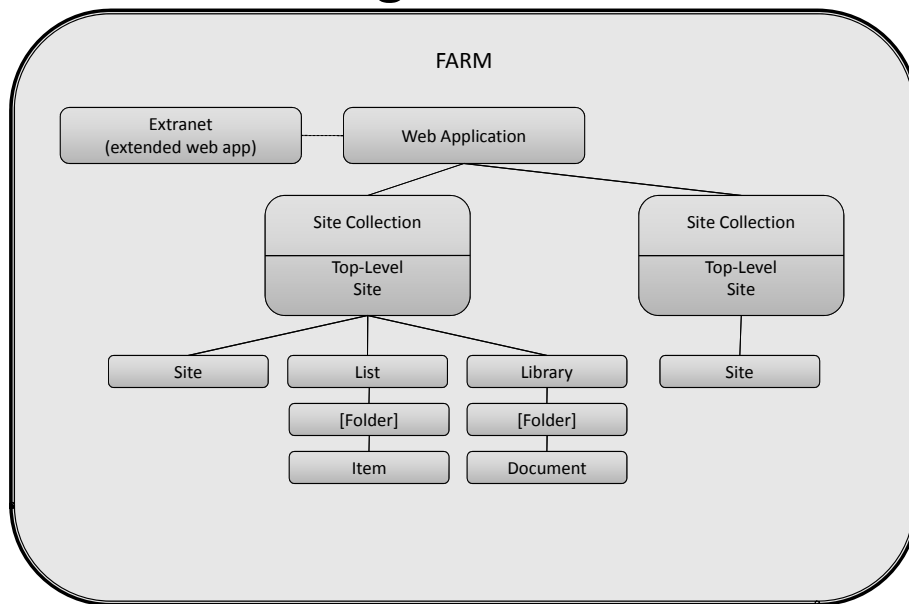 FARM
Extranet
(extended web app)
Web Application
Site Collection
Top-Level
Site
Site Collection
Top-Level
Site
Site
List
Library
Site
[Folder]
[Folder]
Item
Document